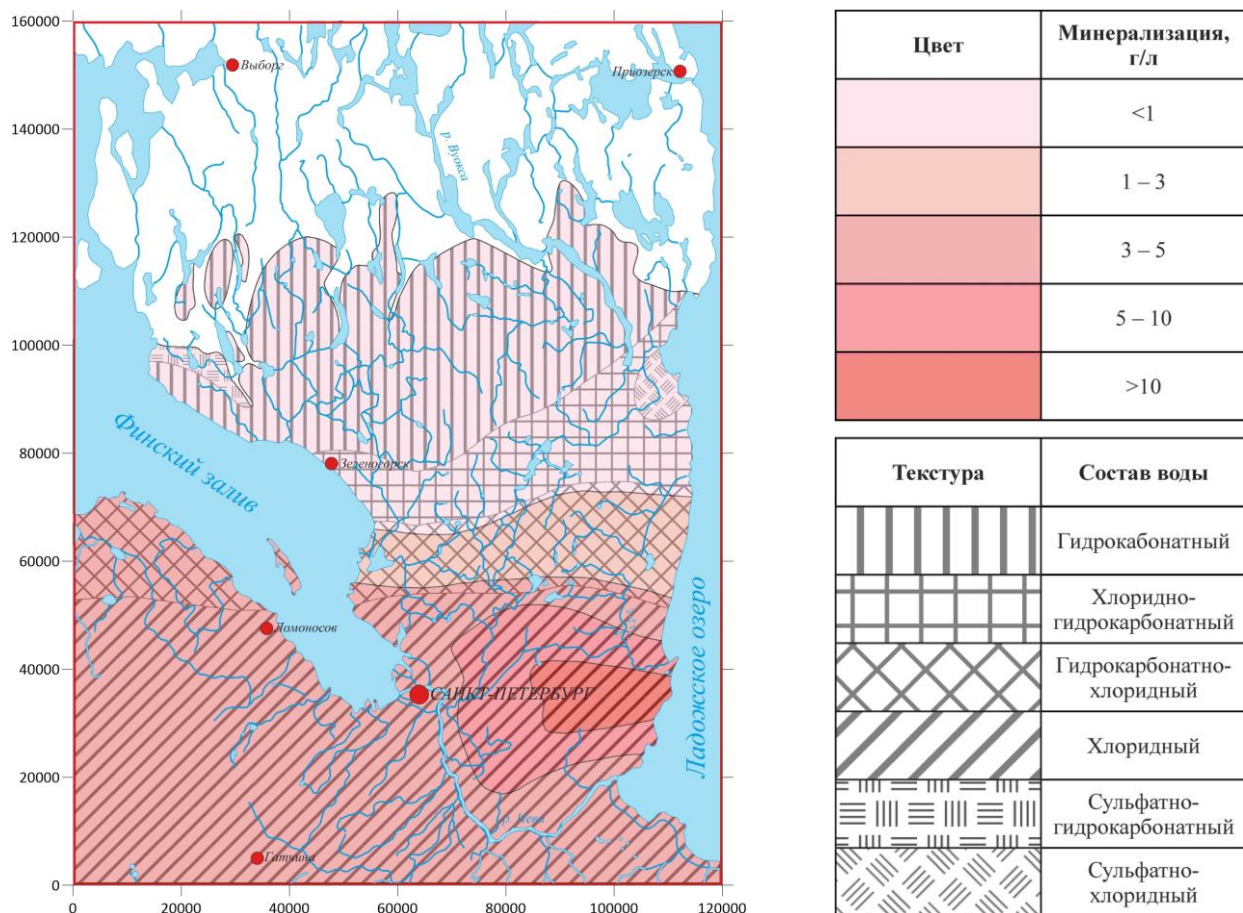 160000
140000
120000
100000
80000
60000
40000
20000
0
0
20000
40000
60000
80000
100000
120000
Выборг
Приозерск
р. Вуокса
Финский залив
Зеленогорск
Ломоносов
САНКТ-ПЕТЕРБУРГ
Ладожское озеро
р. Нева
Гатчина
Цвет
Минерализация,
г/л
<1
1 – 3
3 – 5
5 – 10
>10
Текстура
Состав воды
Гидрокабонатный
Хлоридно-
гидрокарбонатный
Гидрокарбонатно-
хлоридный
Хлоридный
Сульфатно-
гидрокарбонатный
Сульфатно-
хлоридный